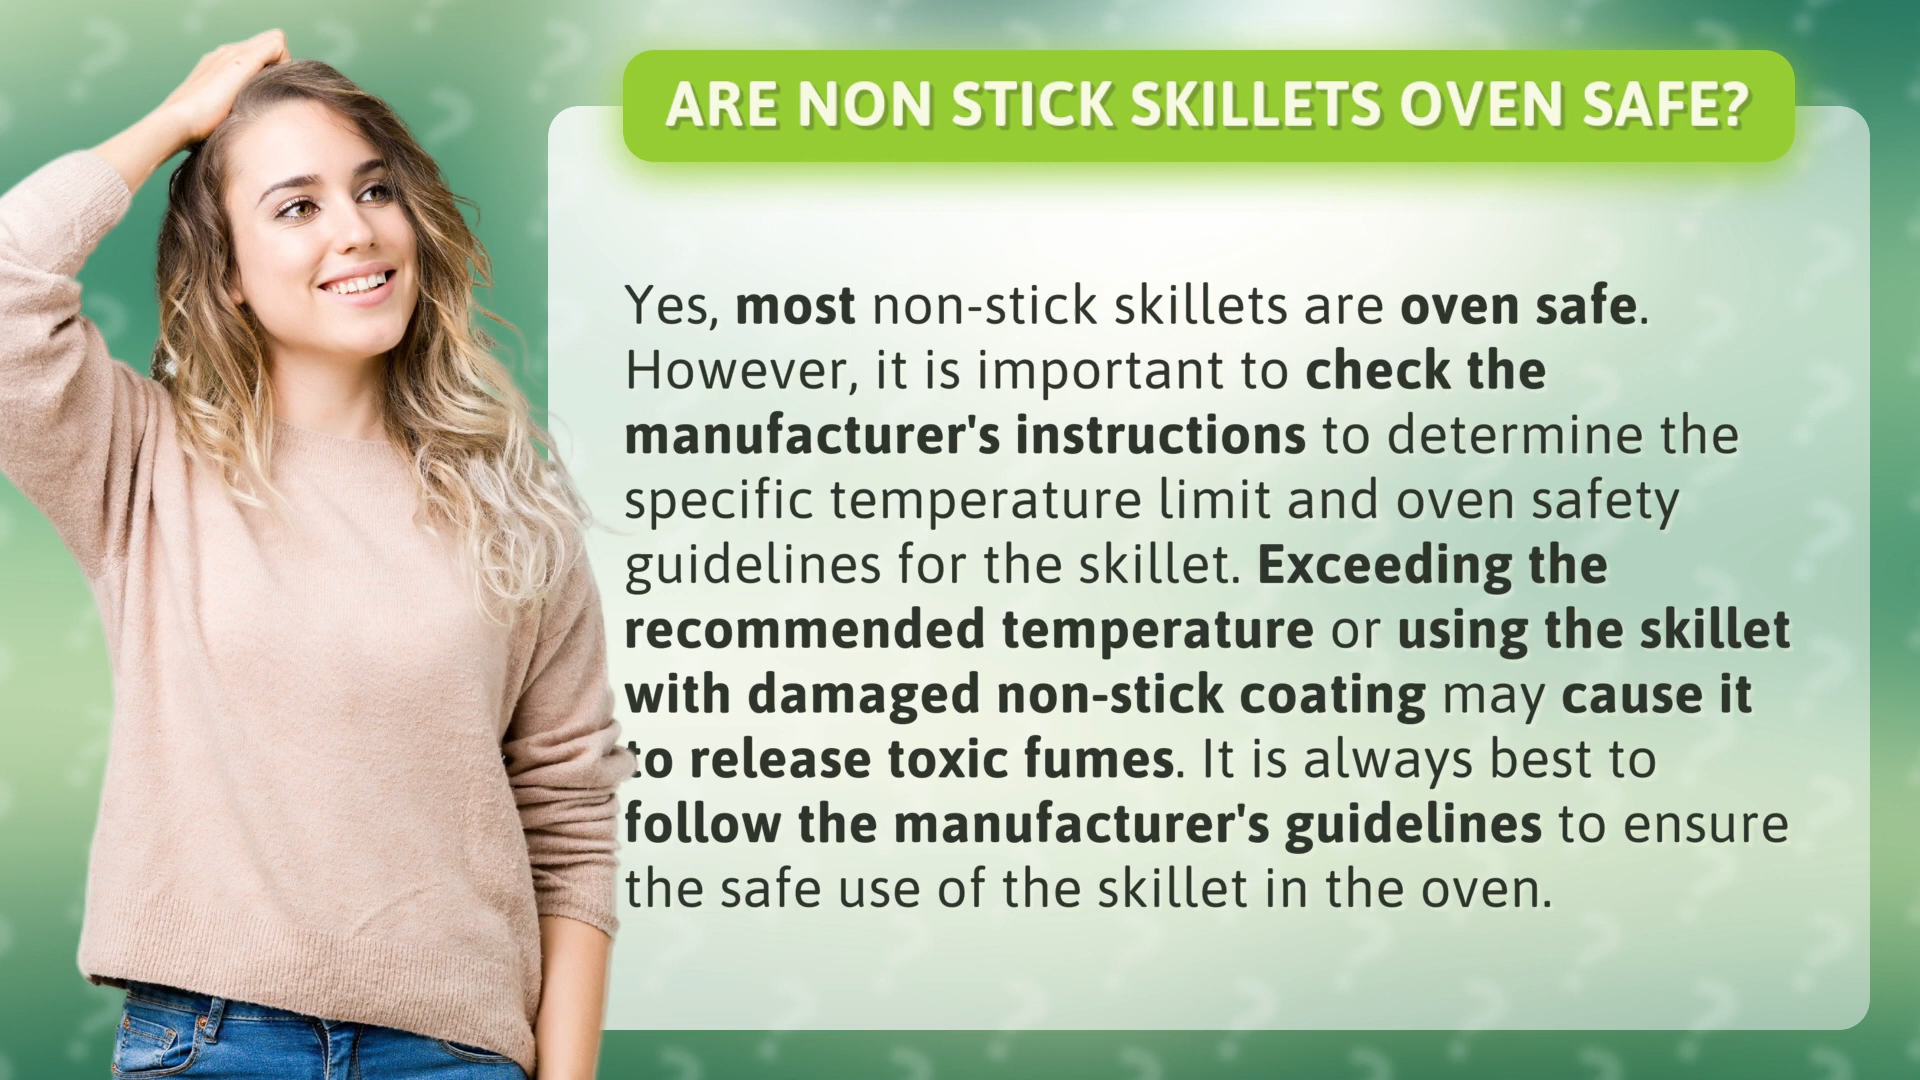 ARE NON STICK SKILLETS OVEN SAFE?
Yes, most non-stick skillets are oven safe.
However, it is important to check the
manufacturer's instructions to determine the
specific temperature limit and oven safety
guidelines for the skillet. Exceeding the
recommended temperature or using the skillet
with damaged non-stick coating may cause it
to release toxic fumes. It is always best to
follow the manufacturer's guidelines to ensure
the safe use of the skillet in the oven.